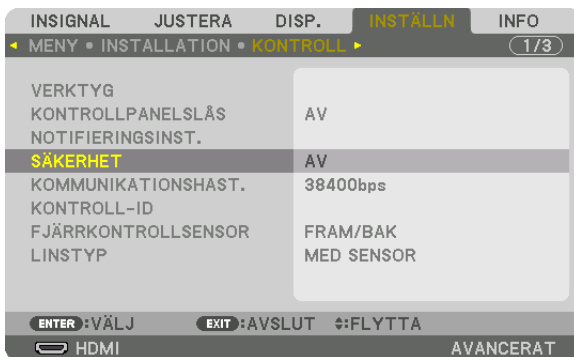 INSIGNAL JUSTERA DISP. INSTÄLLN INFO
MENY • INSTALLATION • KONTROLL 1/3
VERKTYG
KONTROLLPANELSLÅS AV
NOTIFIERINGSINST.
SÄKERHET AV
KOMMUNIKATIONSHAST. 38400bps
KONTROLL-ID
FJÄRRKONTROLLSENSOR FRAM/BAK
LINSTYP MED SENSOR
ENTER :VÄLJ EXIT :AVSLUT :FLYTTA
HDMI AVANCERAT